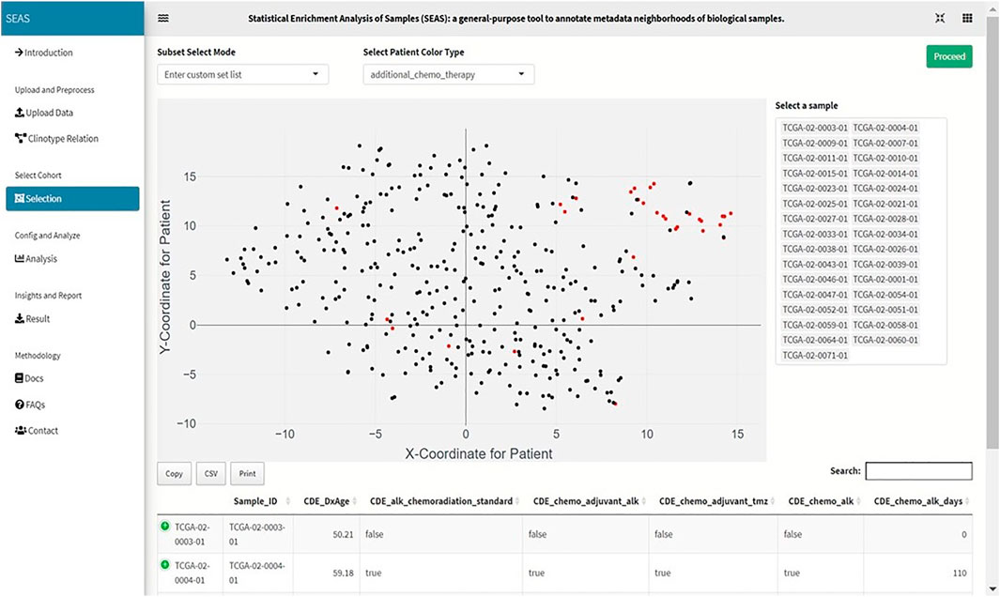 SEAS
Statistical Enrichment Analysis of Samples (SEAS): a general-purpose tool to annotate metadata neighborhoods of biological samples.
Introduction
Upload and Preprocess
Upload Data
Clinotype Relation
Select Cohort
Selection
Config and Analyze
Analysis
Insights and Report
Result
Methodology
Docs
FAQs
Contact
Subset Select Mode
Enter custom set list
Select Patient Color Type
additional_chemo_therapy
Proceed
Y-Coordinate for Patient
15
10
5
0
−5
−10
−10 −5 0 5 10 15
X-Coordinate for Patient
Select a sample
TCGA-02-0003-01 TCGA-02-0004-01
TCGA-02-0009-01 TCGA-02-0007-01
TCGA-02-0011-01 TCGA-02-0010-01
TCGA-02-0015-01 TCGA-02-0014-01
TCGA-02-0023-01 TCGA-02-0024-01
TCGA-02-0025-01 TCGA-02-0021-01
TCGA-02-0027-01 TCGA-02-0028-01
TCGA-02-0033-01 TCGA-02-0034-01
TCGA-02-0038-01 TCGA-02-0026-01
TCGA-02-0043-01 TCGA-02-0039-01
TCGA-02-0046-01 TCGA-02-0001-01
TCGA-02-0047-01 TCGA-02-0054-01
TCGA-02-0052-01 TCGA-02-0051-01
TCGA-02-0059-01 TCGA-02-0058-01
TCGA-02-0064-01 TCGA-02-0060-01
TCGA-02-0071-01
Copy CSV Print
Search:
Sample_ID CDE_DxAge CDE_alk_chemoradiation_standard CDE_chemo_adjuvant_alk CDE_chemo_adjuvant_tmz CDE_chemo_alk CDE_chemo_alk_days
TCGA-02- TCGA-02-0003-
0003-01 01 50.21 false false false false 0
TCGA-02- TCGA-02-0004-
0004-01 01 59.18 true true true true 110